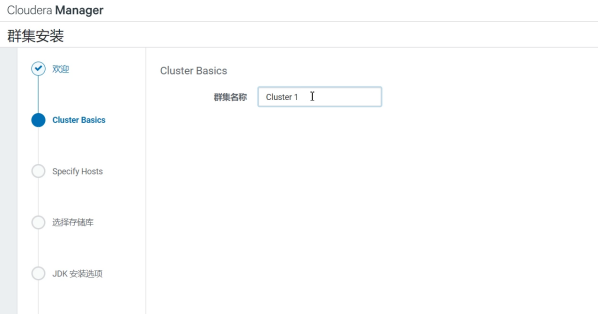 Cloudera Manager
群集安装
欢迎
Cluster Basics
Specify Hosts
选择存储库
JDK 安装选项
Cluster Basics
群集名称 Cluster 1